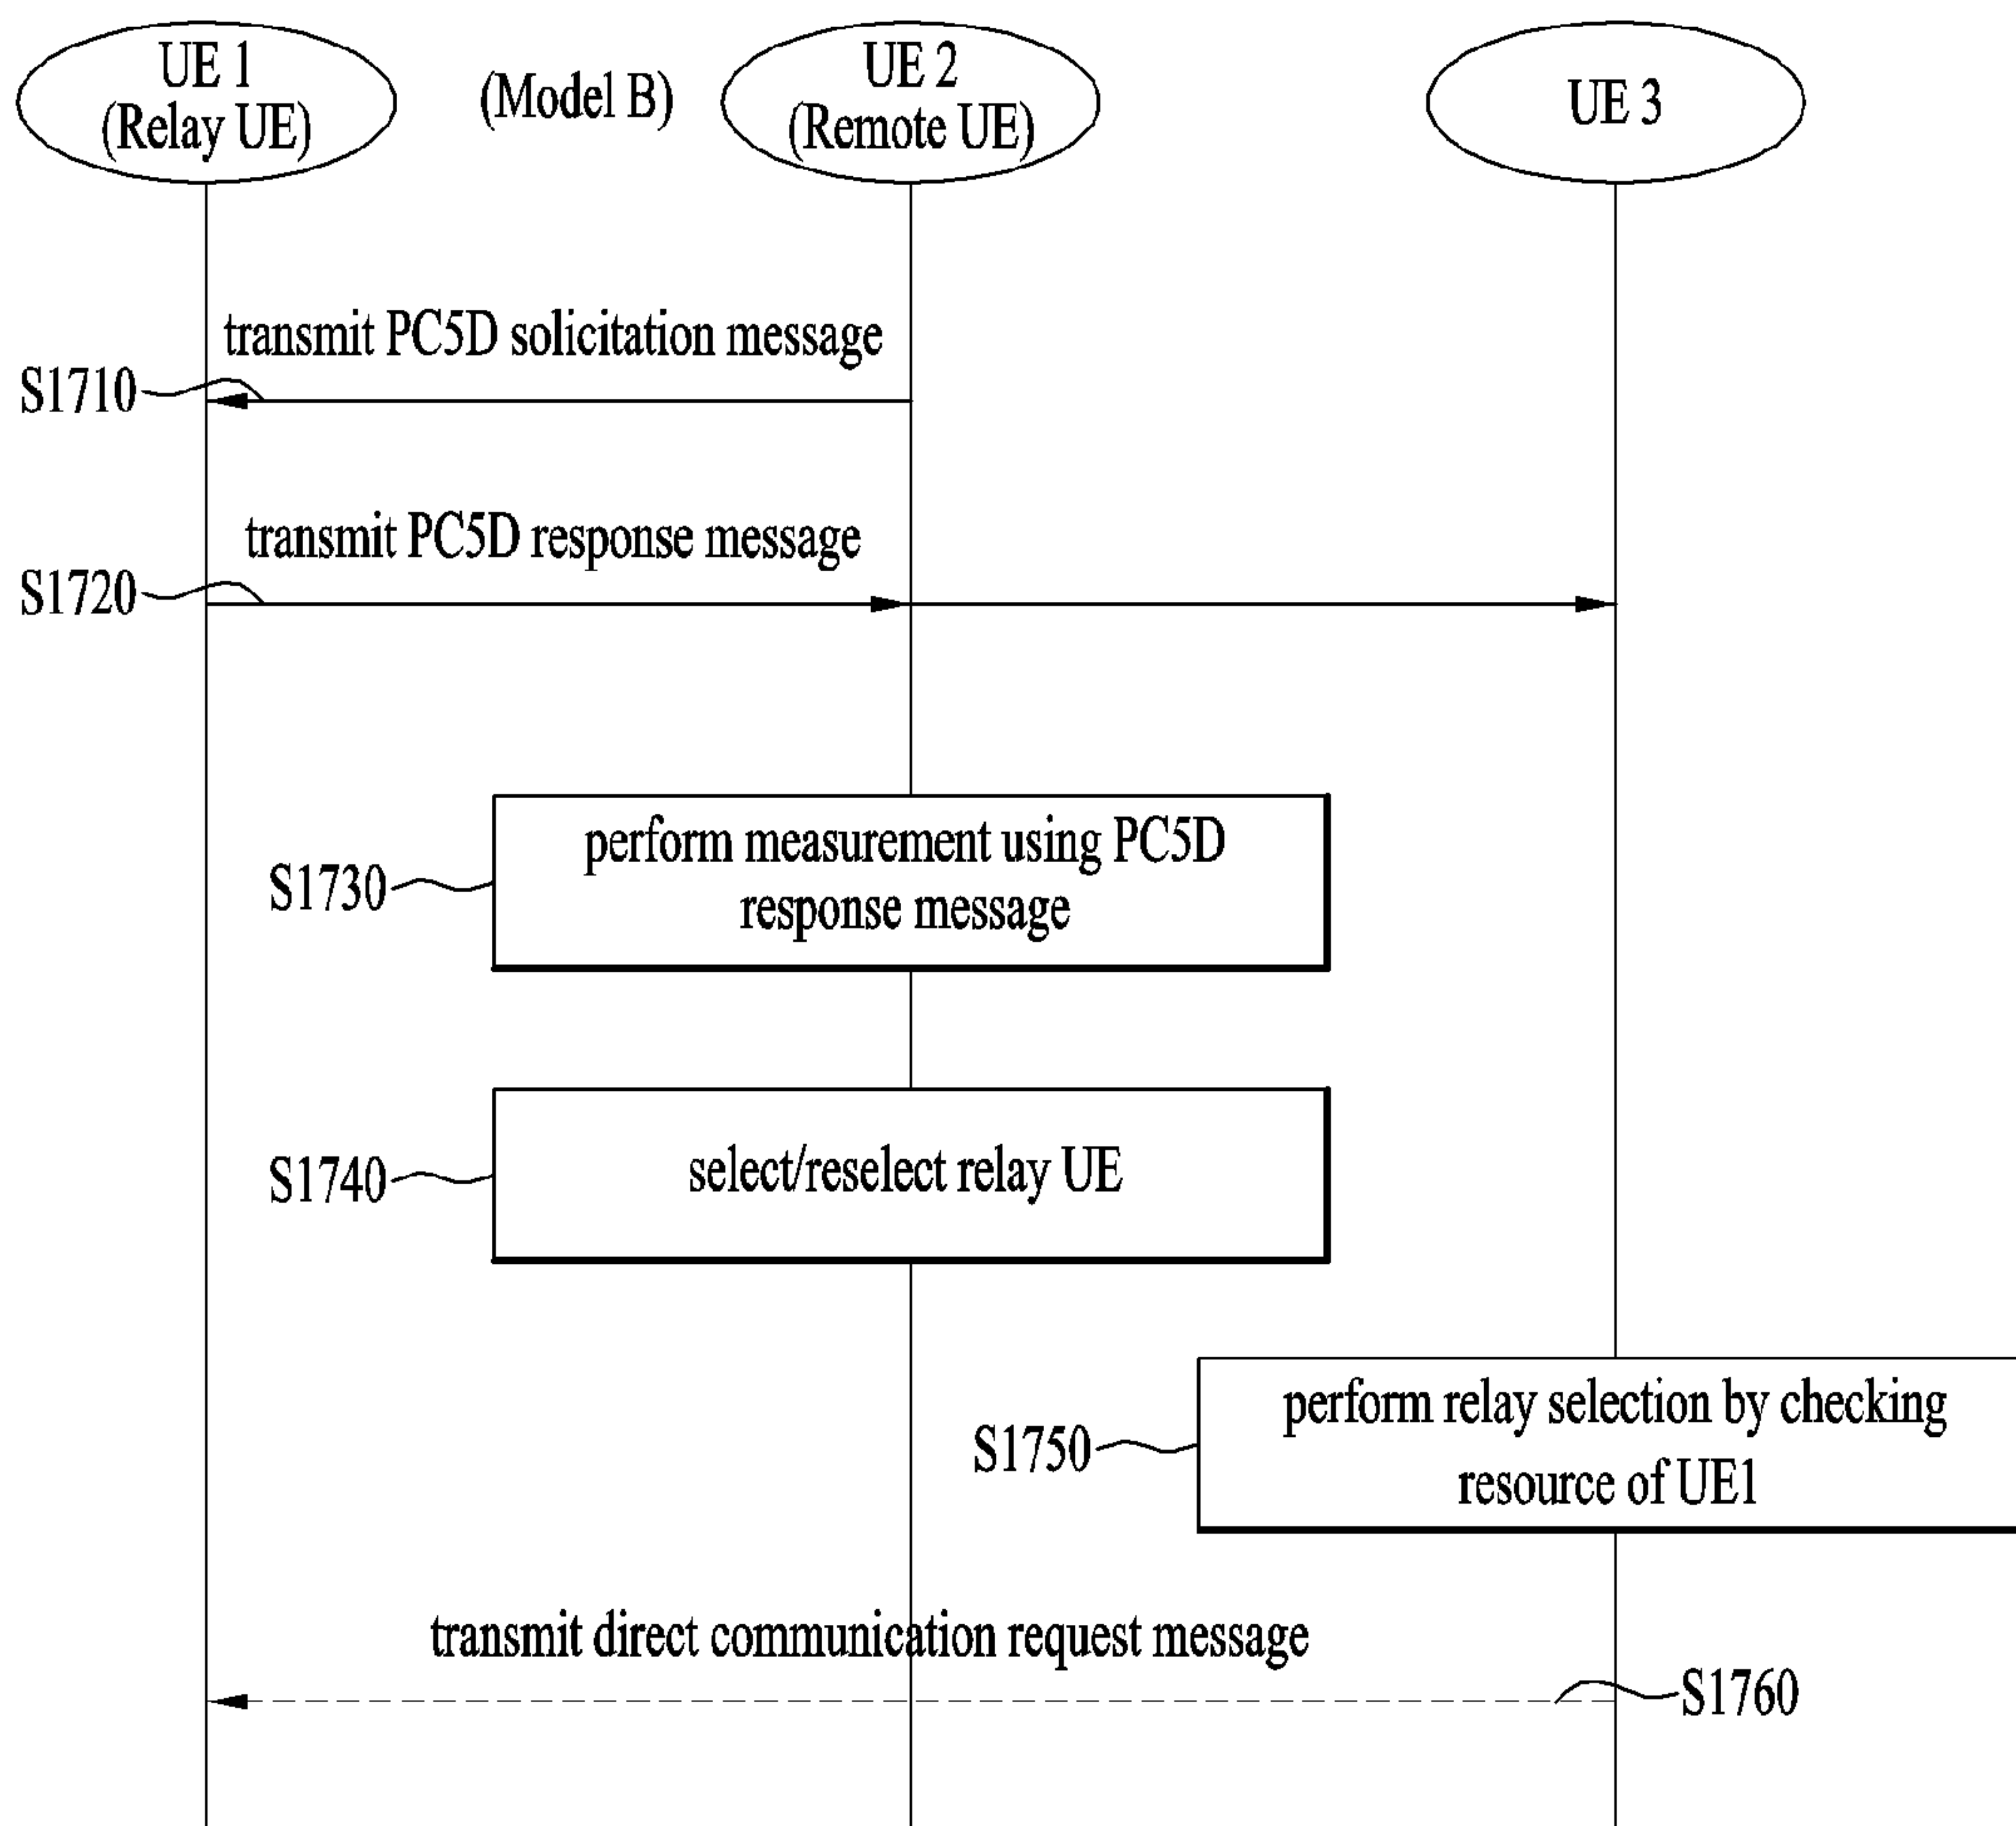 UE 1
(Relay UE)
(Model B)
UE 2
(Remote UE)
UE 3
transmit PC5D solicitation message
S1710
transmit PC5D response message
S1720
perform measurement using PC5D
response message
S1730
select/reselect relay UE
S1740
perform relay selection by checking
resource of UE1
S1750
transmit direct communication request message
S1760